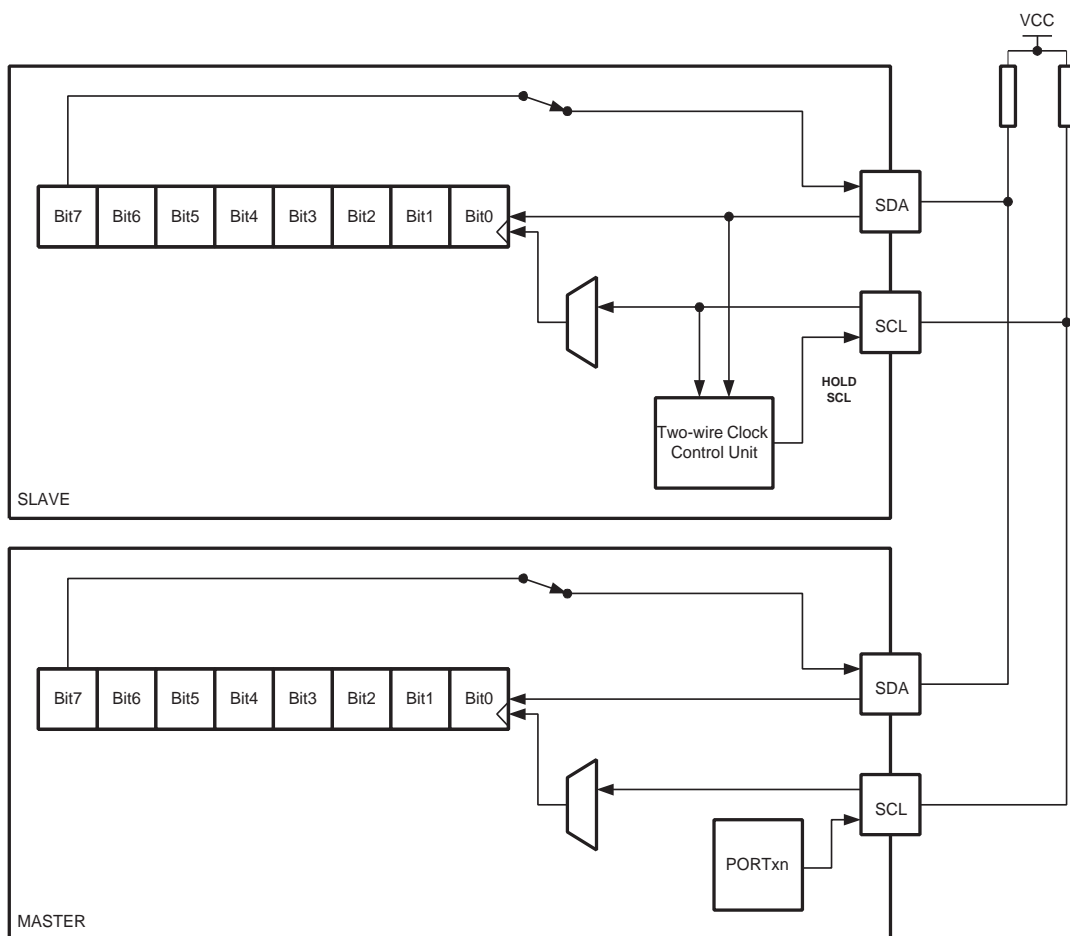 VCC
Bit7 Bit6 Bit5 Bit4 Bit3 Bit2 Bit1 Bit0
SDA
SCL
HOLD
SCL
Two-wire Clock
Control Unit
SLAVE
Bit7 Bit6 Bit5 Bit4 Bit3 Bit2 Bit1 Bit0
SDA
SCL
PORTxn
MASTER